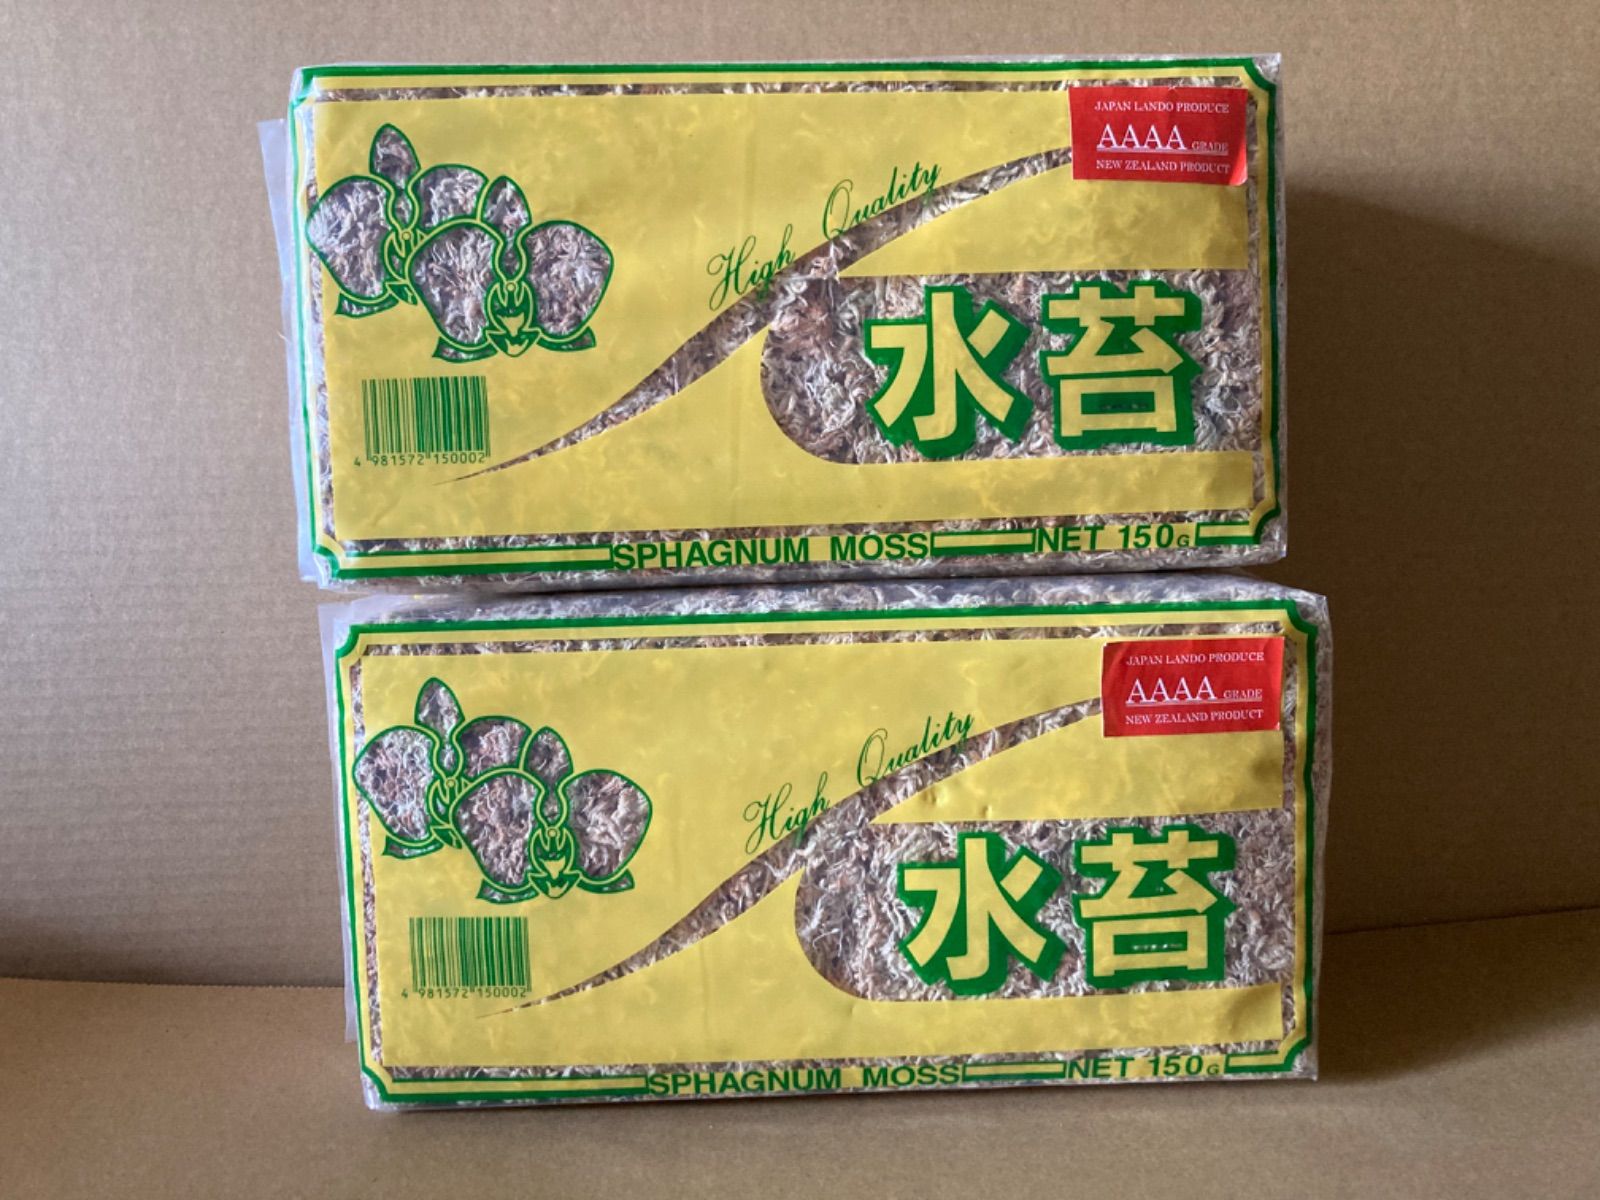 JAPAN LANDO PRODUCE
AAAA GRADE
NEW ZEALAND PRODUCT
High Quality
水苔
4 981572 150002
SPHAGNUM MOSS NET 150G
JAPAN LANDO PRODUCE
AAAA GRADE
NEW ZEALAND PRODUCT
High Quality
水苔
4 981572 150002
SPHAGNUM MOSS NET 150G